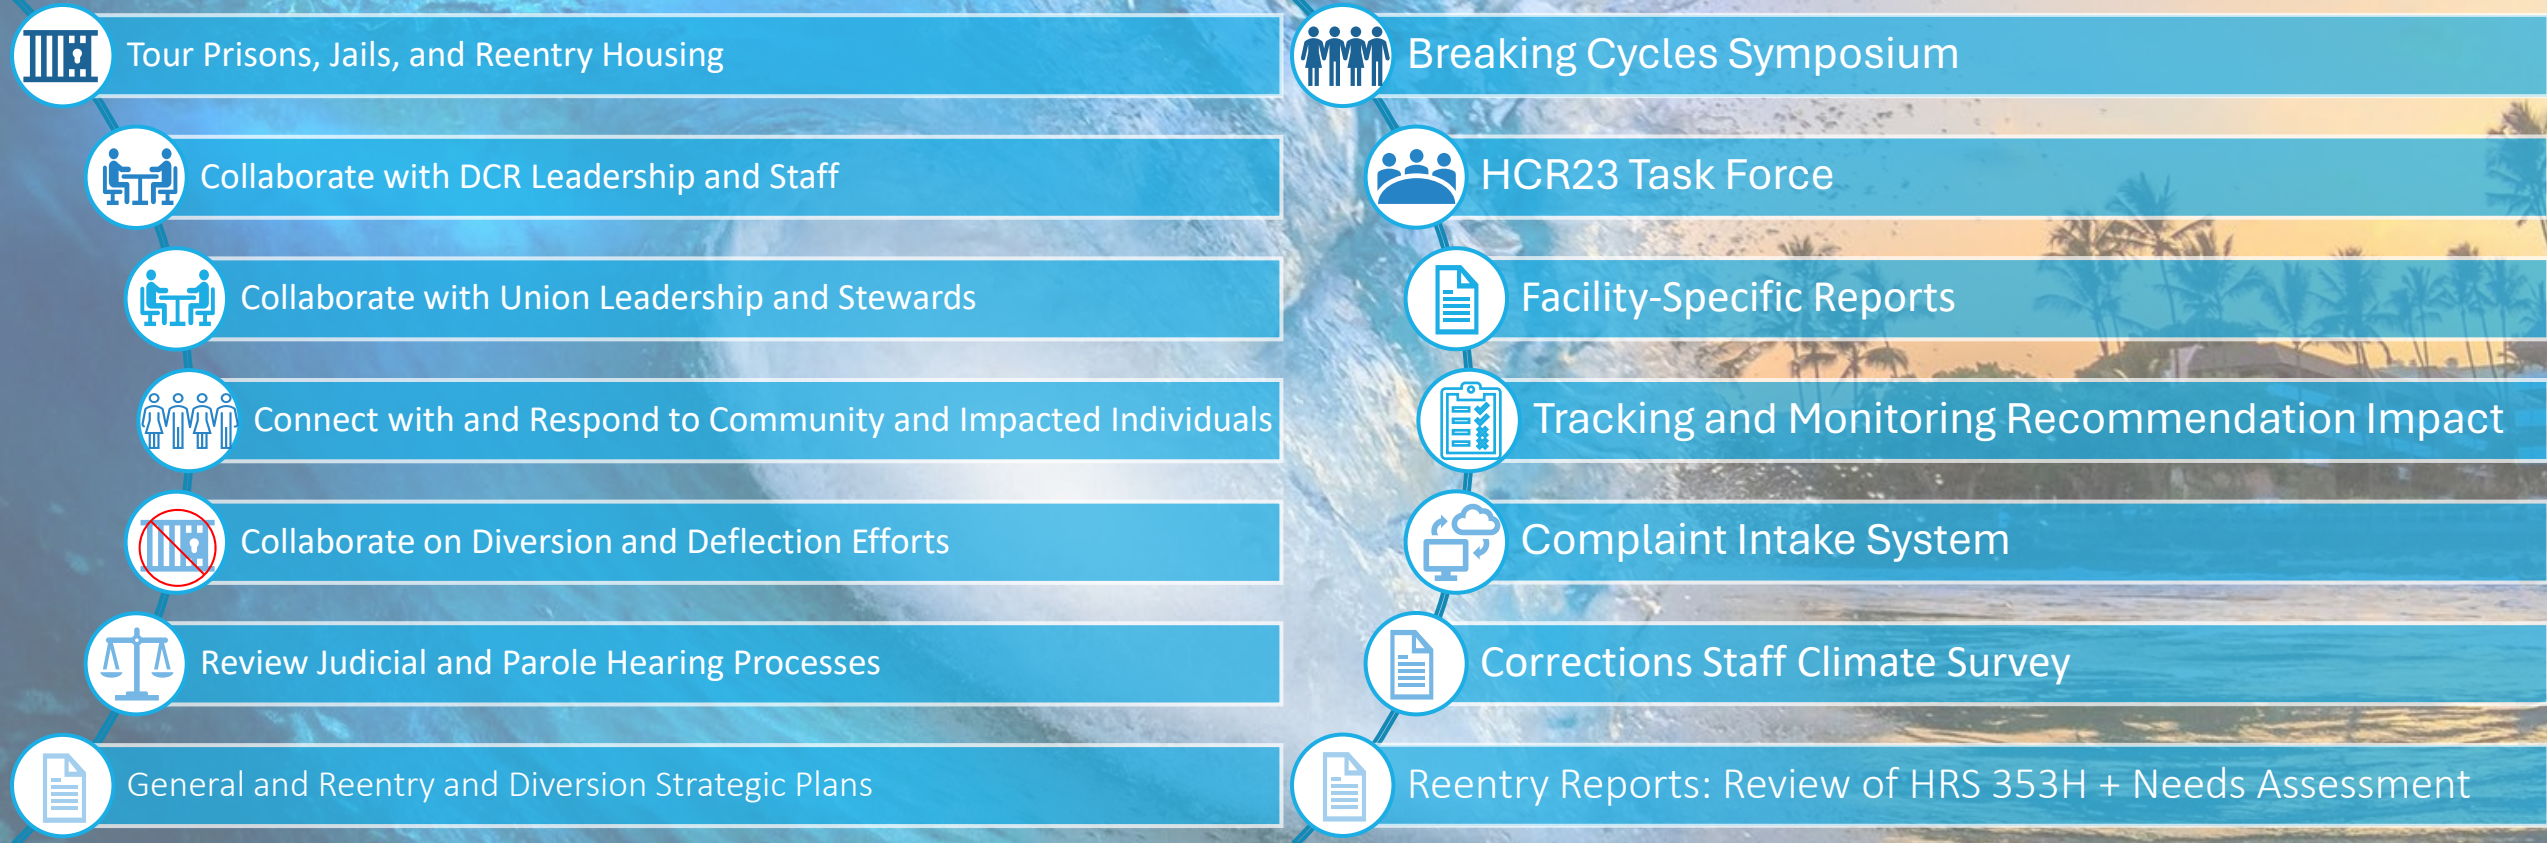 Tour Prisons, Jails, and Reentry Housing
Collaborate with DCR Leadership and Staff
Collaborate with Union Leadership and Stewards
Connect with and Respond to Community and Impacted Individuals
Collaborate on Diversion and Deflection Efforts
Review Judicial and Parole Hearing Processes
General and Reentry and Diversion Strategic Plans
Breaking Cycles Symposium
HCR23 Task Force
Facility-Specific Reports
Tracking and Monitoring Recommendation Impact
Complaint Intake System
Corrections Staff Climate Survey
Reentry Reports: Review of HRS 353H + Needs Assessment